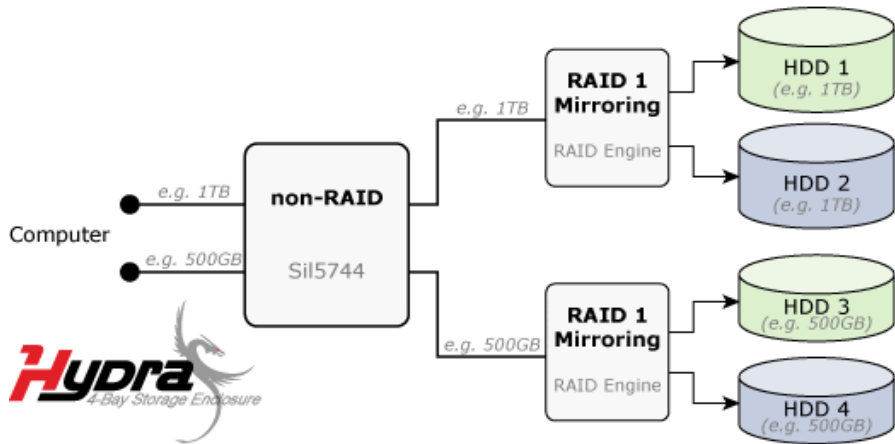 Computer
e.g. 1TB
e.g. 500GB
non-RAID
SiI5744
e.g. 1TB
e.g. 500GB
RAID 1
Mirroring
RAID Engine
RAID 1
Mirroring
RAID Engine
HDD 1
(e.g. 1TB)
HDD 2
(e.g. 1TB)
HDD 3
(e.g. 500GB)
HDD 4
(e.g. 500GB)
Hydra
4-Bay Storage Enclosure